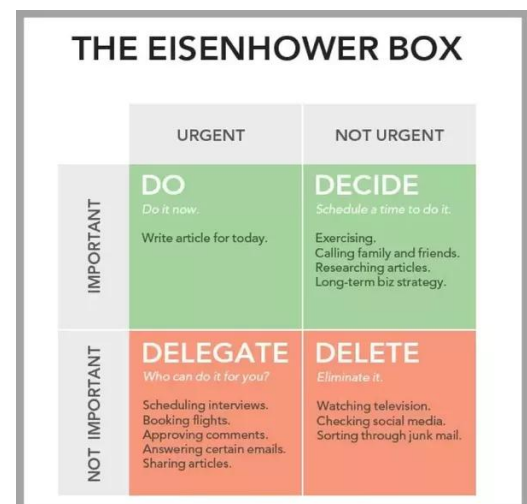 THE EISENHOWER BOX
URGENT
NOT URGENT
IMPORTANT
DO
Do it now.
Write article for today.
DECIDE
Schedule a time to do it.
Exercising.
Calling family and friends.
Researching articles.
Long-term biz strategy.
NOT IMPORTANT
DELEGATE
Who can do it for you?
Scheduling interviews.
Booking flights.
Approving comments.
Answering certain emails.
Sharing articles.
DELETE
Eliminate it.
Watching television.
Checking social media.
Sorting through junk mail.